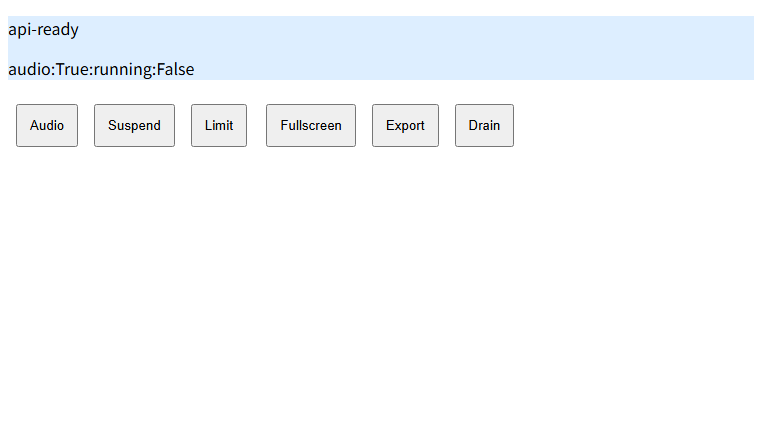 api-ready
audio:True:running:False
Audio Suspend Limit Fullscreen Export Drain